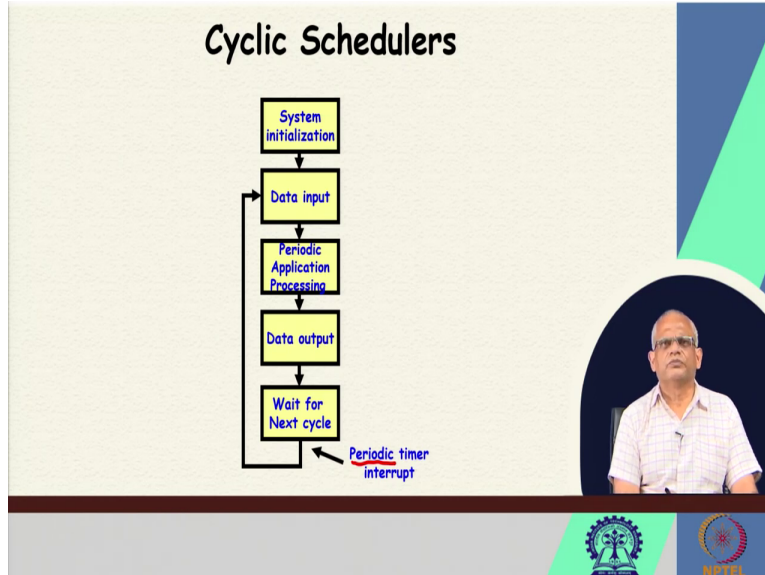 Cyclic Schedulers
System
initialization
Data input
Periodic
Application
Processing
Data output
Wait for
Next cycle
Periodic timer
interrupt
NPTEL